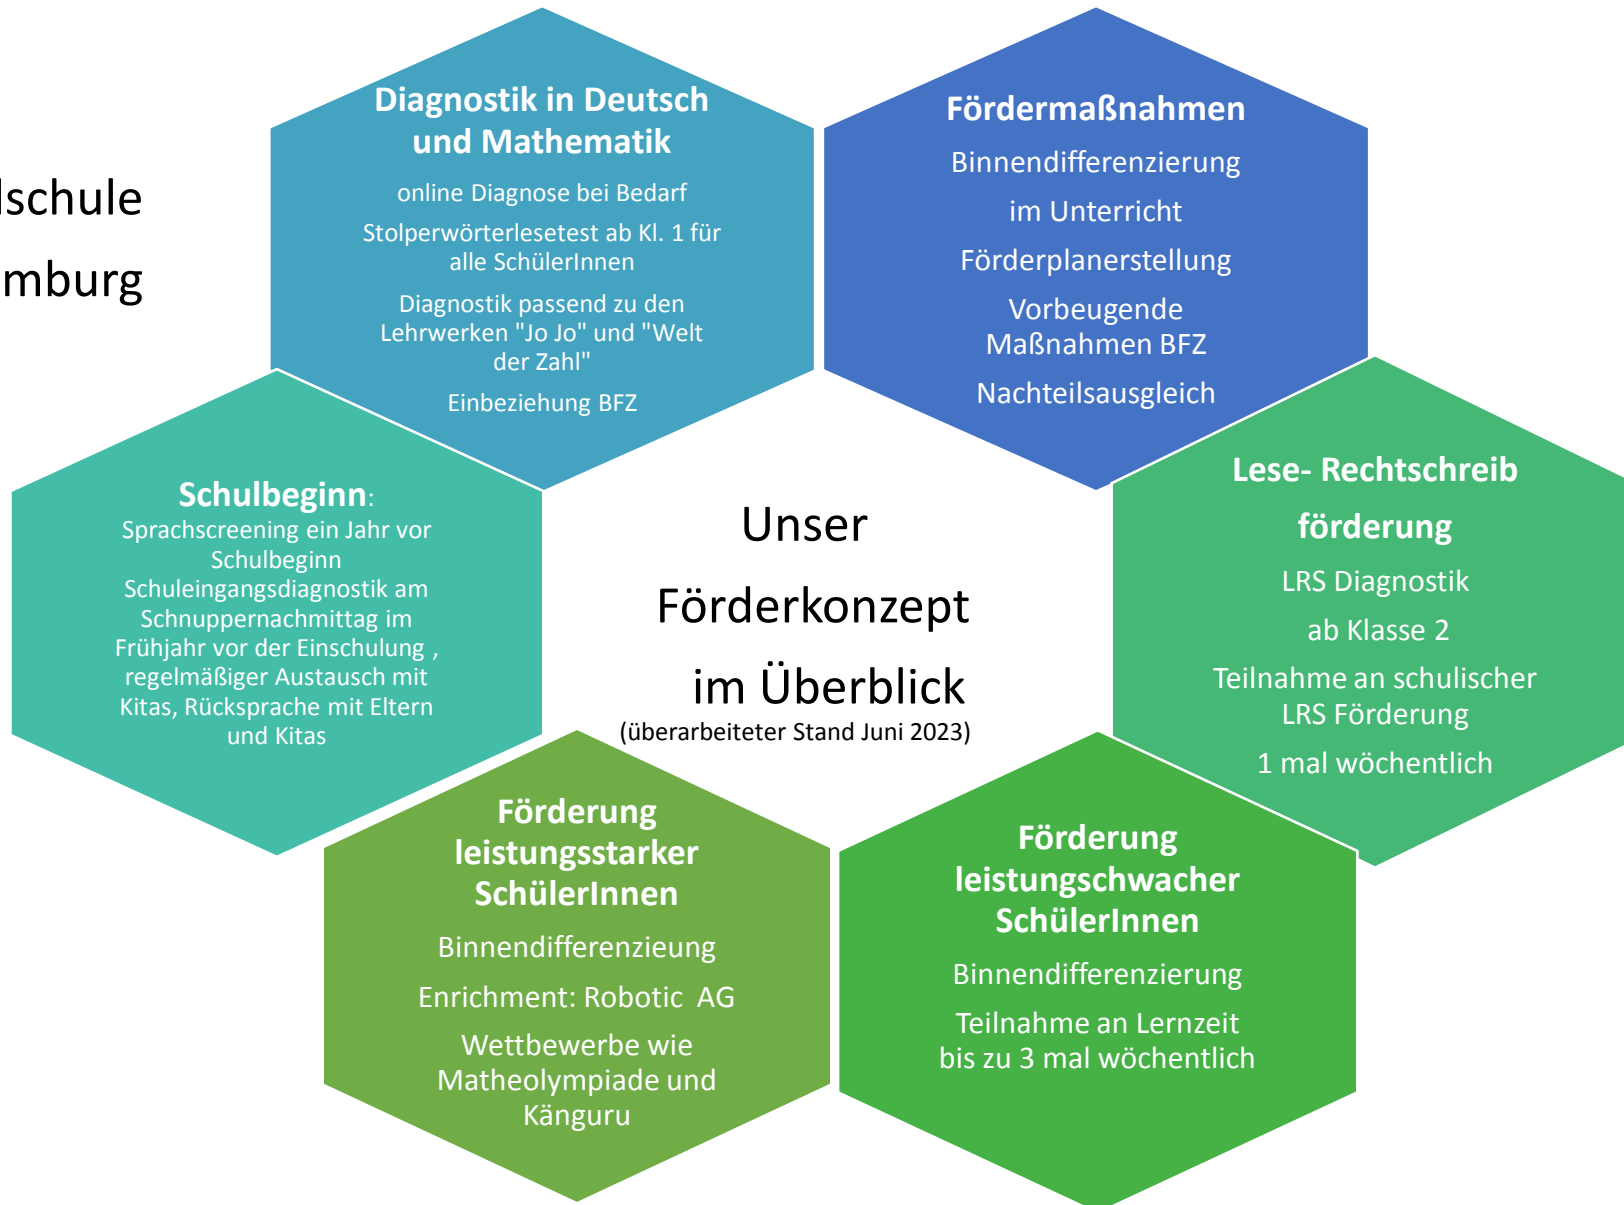 lschule
mburg
Diagnostik in Deutsch
und Mathematik
online Diagnose bei Bedarf
Stolperwörterlesetest ab Kl. 1 für
alle SchülerInnen
Diagnostik passend zu den
Lehrwerken "Jo Jo" und "Welt
der Zahl"
Einbeziehung BFZ
Fördermaßnahmen
Binnendifferenzierung
im Unterricht
Förderplanerstellung
Vorbeugende
Maßnahmen BFZ
Nachteilsausgleich
Schulbeginn:
Sprachscreening ein Jahr vor
Schulbeginn
Schuleingangsdiagnostik am
Schnuppernachmittag im
Frühjahr vor der Einschulung ,
regelmäßiger Austausch mit
Kitas, Rücksprache mit Eltern
und Kitas
Unser
Förderkonzept
im Überblick
(überarbeiteter Stand Juni 2023)
Lese- Rechtschreib
förderung
LRS Diagnostik
ab Klasse 2
Teilnahme an schulischer
LRS Förderung
1 mal wöchentlich
Förderung
leistungsstarker
SchülerInnen
Binnendifferenzieung
Enrichment: Robotic  AG
Wettbewerbe wie
Matheolympiade und
Känguru
Förderung
leistungschwacher
SchülerInnen
Binnendifferenzierung
Teilnahme an Lernzeit
bis zu 3 mal wöchentlich